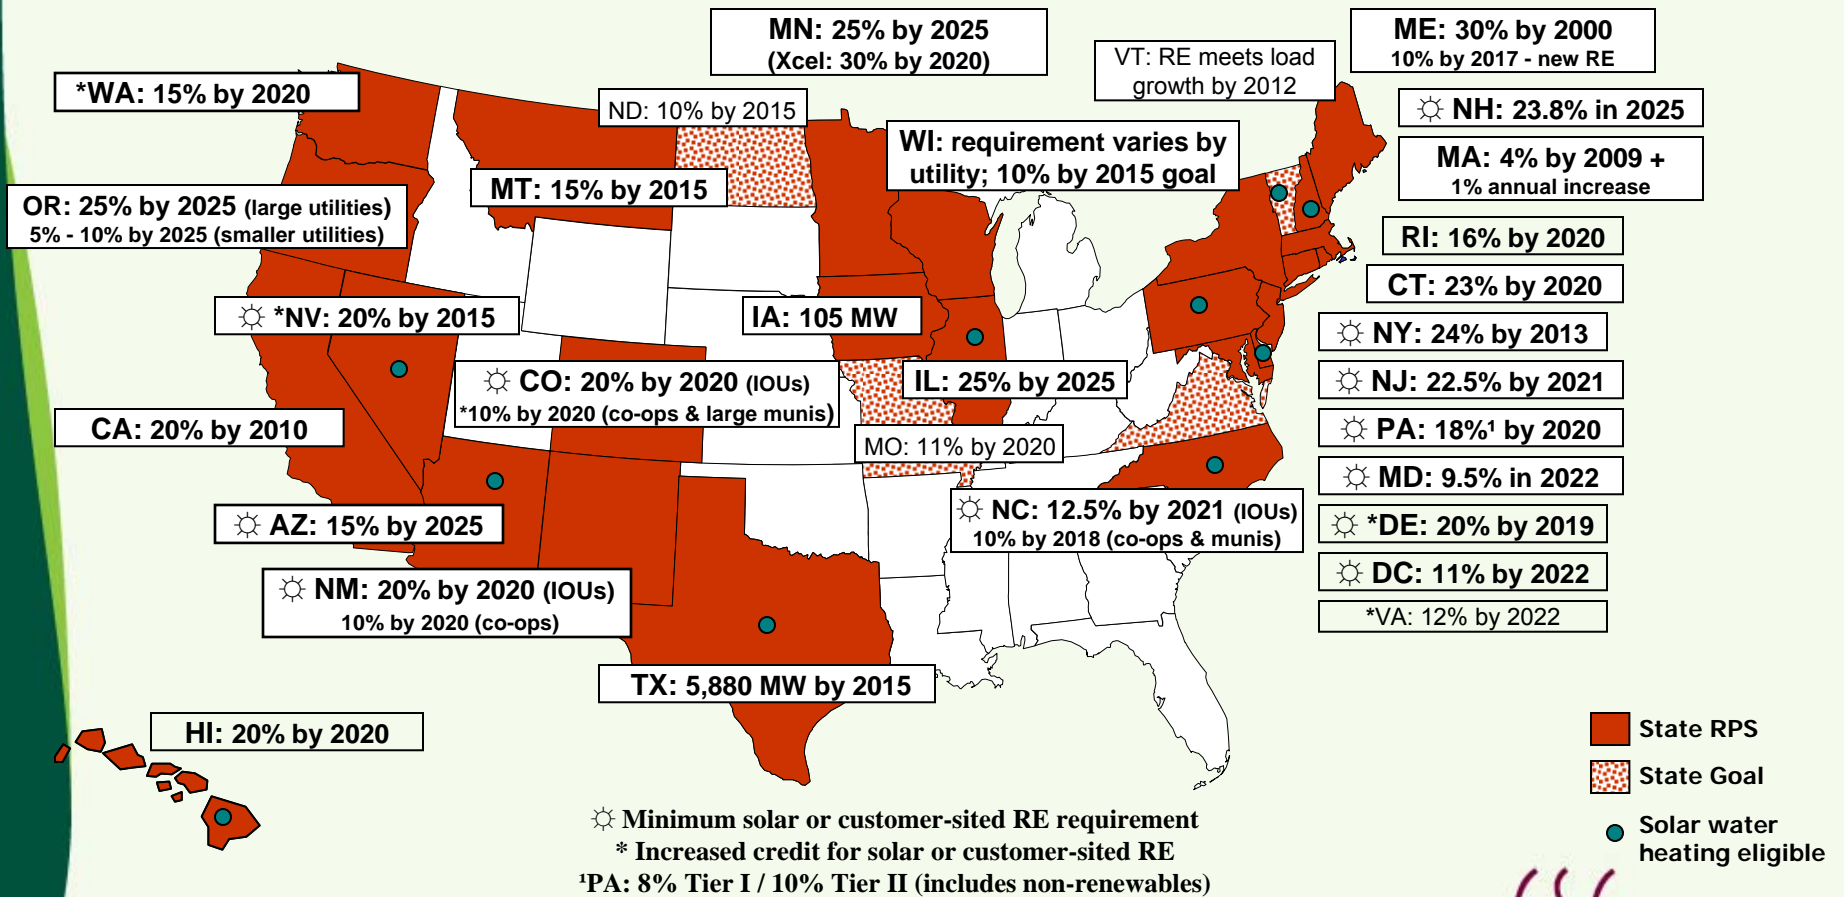 MN: 25% by 2025
(Xcel: 30% by 2020)
ME: 30% by 2000
10% by 2017 - new RE
VT: RE meets load
growth by 2012
*WA: 15% by 2020
ND: 10% by 2015
☼ NH: 23.8% in 2025
WI: requirement varies by
utility; 10% by 2015 goal
MA: 4% by 2009 +
1% annual increase
MT: 15% by 2015
OR: 25% by 2025 (large utilities)
5% - 10% by 2025 (smaller utilities)
RI: 16% by 2020
CT: 23% by 2020
☼ *NV: 20% by 2015
IA: 105 MW
☼ NY: 24% by 2013
☼ CO: 20% by 2020 (IOUs)
*10% by 2020 (co-ops & large munis)
IL: 25% by 2025
☼ NJ: 22.5% by 2021
CA: 20% by 2010
☼ PA: 18%¹ by 2020
MO: 11% by 2020
☼ MD: 9.5% in 2022
☼ AZ: 15% by 2025
☼ NC: 12.5% by 2021 (IOUs)
10% by 2018 (co-ops & munis)
☼ *DE: 20% by 2019
☼ DC: 11% by 2022
☼ NM: 20% by 2020 (IOUs)
10% by 2020 (co-ops)
*VA: 12% by 2022
TX: 5,880 MW by 2015
HI: 20% by 2020
State RPS
State Goal
Solar water
heating eligible
☼ Minimum solar or customer-sited RE requirement
* Increased credit for solar or customer-sited RE
¹PA: 8% Tier I / 10% Tier II (includes non-renewables)